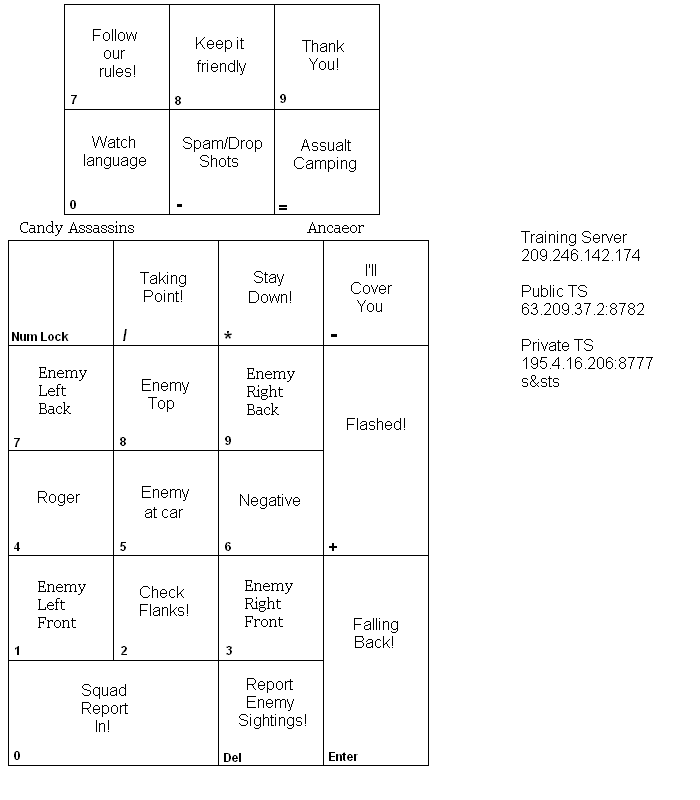 Follow
our
rules!
7
Keep it
friendly
8
Thank
You!
9
Watch
language
0
Spam/Drop
Shots
-
Assualt
Camping
=
Candy Assassins
Ancaeor
Num Lock
Taking
Point!
/
Stay
Down!
*
I'll
Cover
You
-
Enemy
Left
Back
7
Enemy
Top
8
Enemy
Right
Back
9
Flashed!
+
Roger
4
Enemy
at car
5
Negative
6
Enemy
Left
Front
1
Check
Flanks!
2
Enemy
Right
Front
3
Falling
Back!
Enter
Squad
Report
In!
0
Report
Enemy
Sightings!
Del
Training Server
209.246.142.174
Public TS
63.209.37.2:8782
Private TS
195.4.16.206:8777
s&sts